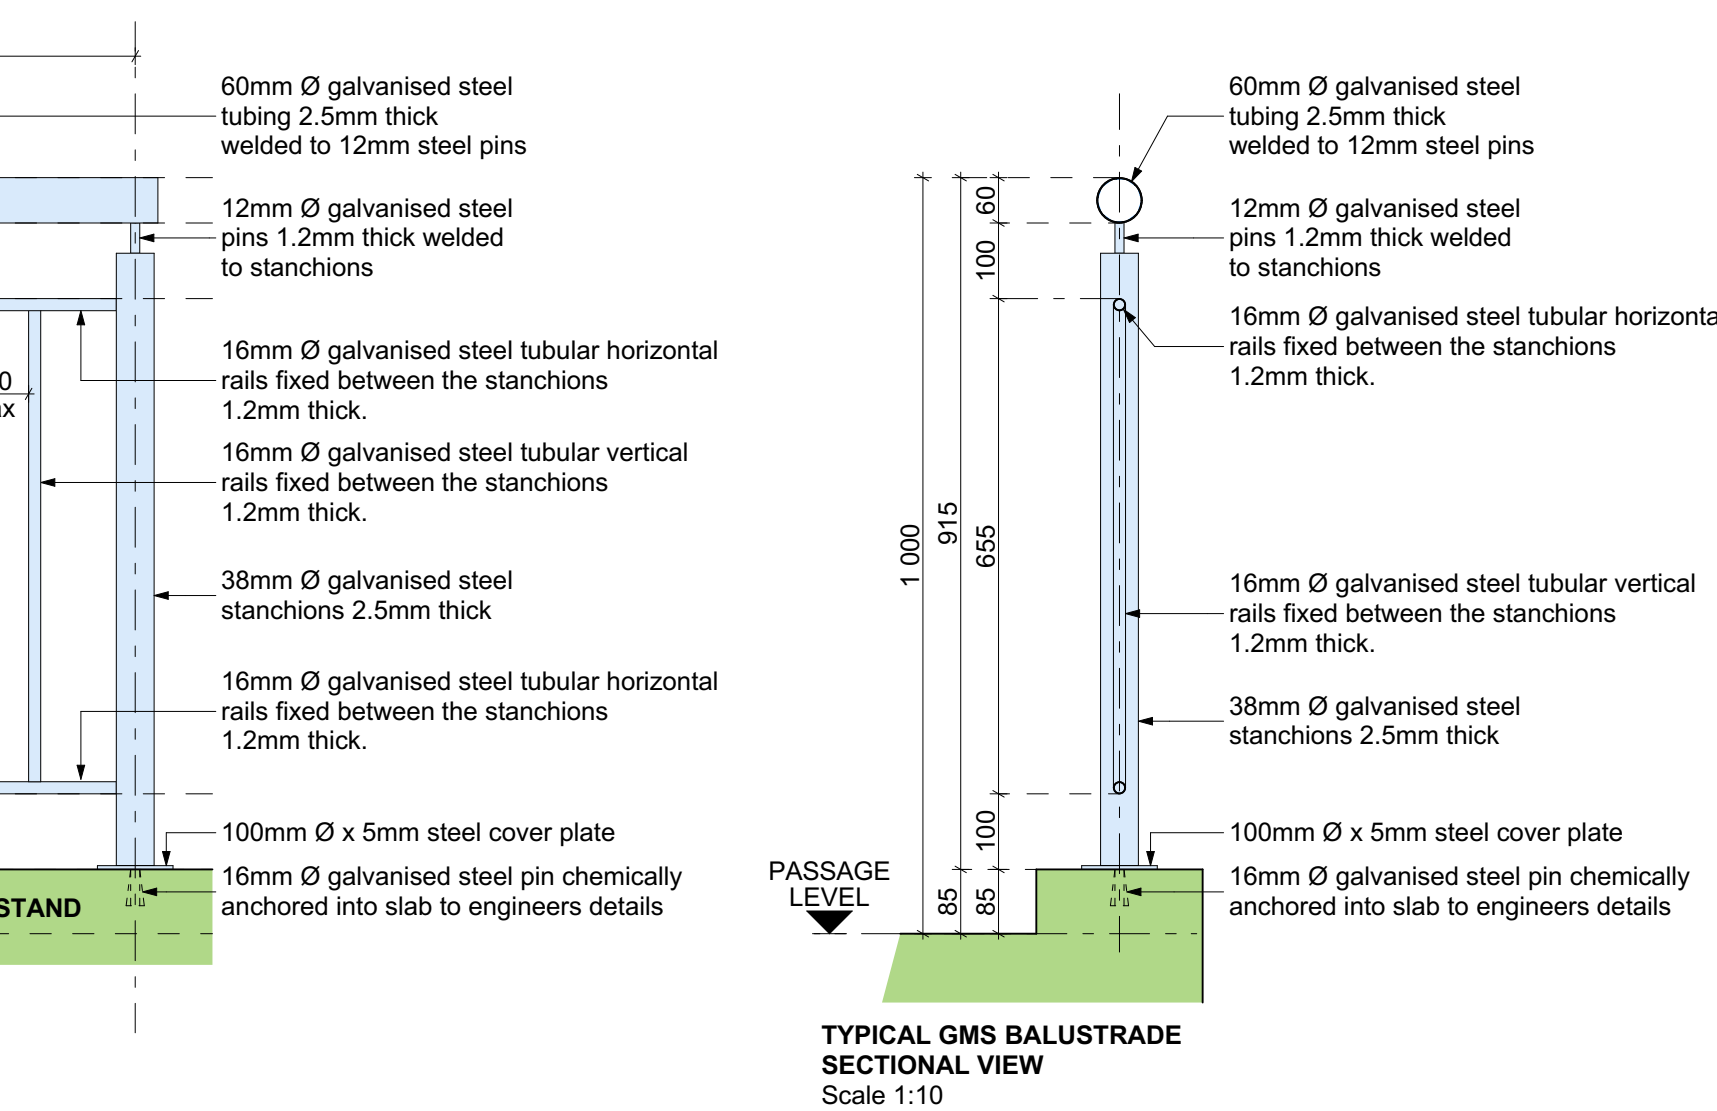 60mm Ø galvanised steel
tubing 2.5mm thick
welded to 12mm steel pins
12mm Ø galvanised steel
pins 1.2mm thick welded
to stanchions
16mm Ø galvanised steel tubular horizontal
rails fixed between the stanchions
1.2mm thick.
16mm Ø galvanised steel tubular vertical
rails fixed between the stanchions
1.2mm thick.
38mm Ø galvanised steel
stanchions 2.5mm thick
16mm Ø galvanised steel tubular horizontal
rails fixed between the stanchions
1.2mm thick.
100mm Ø x 5mm steel cover plate
16mm Ø galvanised steel pin chemically
anchored into slab to engineers details
STAND
60
100
655
100
85
915
85
1 000
PASSAGE
LEVEL
60mm Ø galvanised steel
tubing 2.5mm thick
welded to 12mm steel pins
12mm Ø galvanised steel
pins 1.2mm thick welded
to stanchions
16mm Ø galvanised steel tubular horizonta
rails fixed between the stanchions
1.2mm thick.
16mm Ø galvanised steel tubular vertical
rails fixed between the stanchions
1.2mm thick.
38mm Ø galvanised steel
stanchions 2.5mm thick
100mm Ø x 5mm steel cover plate
16mm Ø galvanised steel pin chemically
anchored into slab to engineers details
TYPICAL GMS BALUSTRADE
SECTIONAL VIEW
Scale 1:10